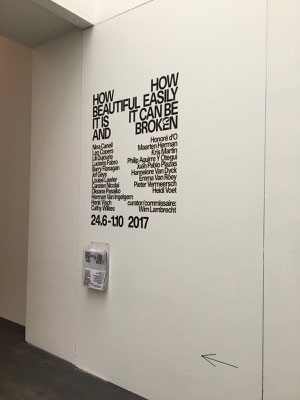 HOW
BEAUTIFUL
IT IS
AND
HOW
EASILY
IT CAN BE
BROKEN
Nina Canell
Leo Copers
Lili Dujourie
Luciano Fabro
Barry Flanagan
Jef Geys
Louise Lawler
Carsten Nicolai
Oksana Pasaiko
Herman Van Ingelgem
Henk Visch
Cathy Wilkes
Honoré d'O
Maarten Herman
Kris Martin
Philip Aguirre Y Otegui
Juan Pablo Plazas
Hangelore Van Dyck
Emma Van Roey
Pieter Vermeersch
Heidi Voet
curator/commissaire:
Wim Lambrecht
24.6-1.10 2017